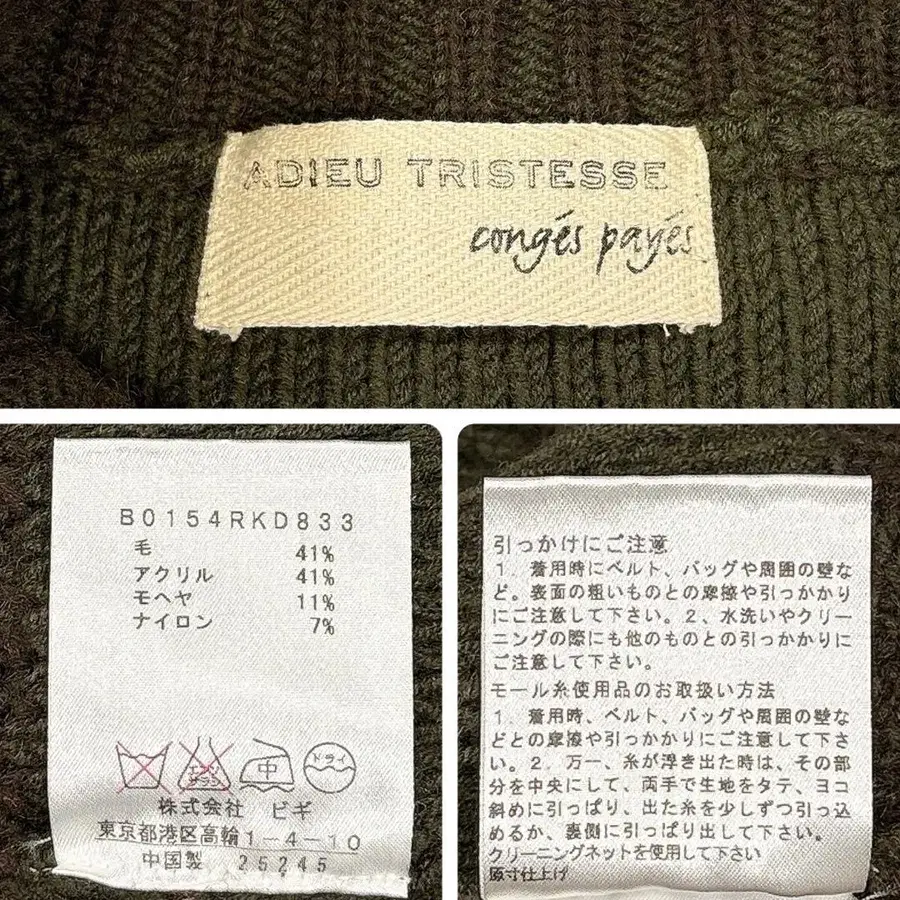 ADIEU TRISTESSE
congés payés
B0154RKD833
毛 41%
アクリル 41%
モヘヤ 11%
ナイロン 7%
エンソ サラシ
中
ドライ
株式会社 ビギ
東京都港区高輪1-4-10
中国製 25245
引っかけにご注意
1．着用時にベルト、バッグや周囲の壁な
ど。表面の粗いものとの摩擦や引っかかり
にご注意して下さい。2、水洗いやクリー
ニングの際にも他のものとの引っかかりに
ご注意して下さい。
モール糸使用品のお取扱い方法
1．着用時、ベルト、バッグや周囲の壁な
どとの摩擦や引っかかりにご注意して下さ
い。2．万一、糸が浮き出た時は、その部
分を中央にして、両手で生地をタテ、ヨコ
斜めに引っぱり、出た糸を少しずつ引っ込
めるか、裏側に引っぱり出して下さい。
クリーニングネットを使用して下さい
原寸仕上げ